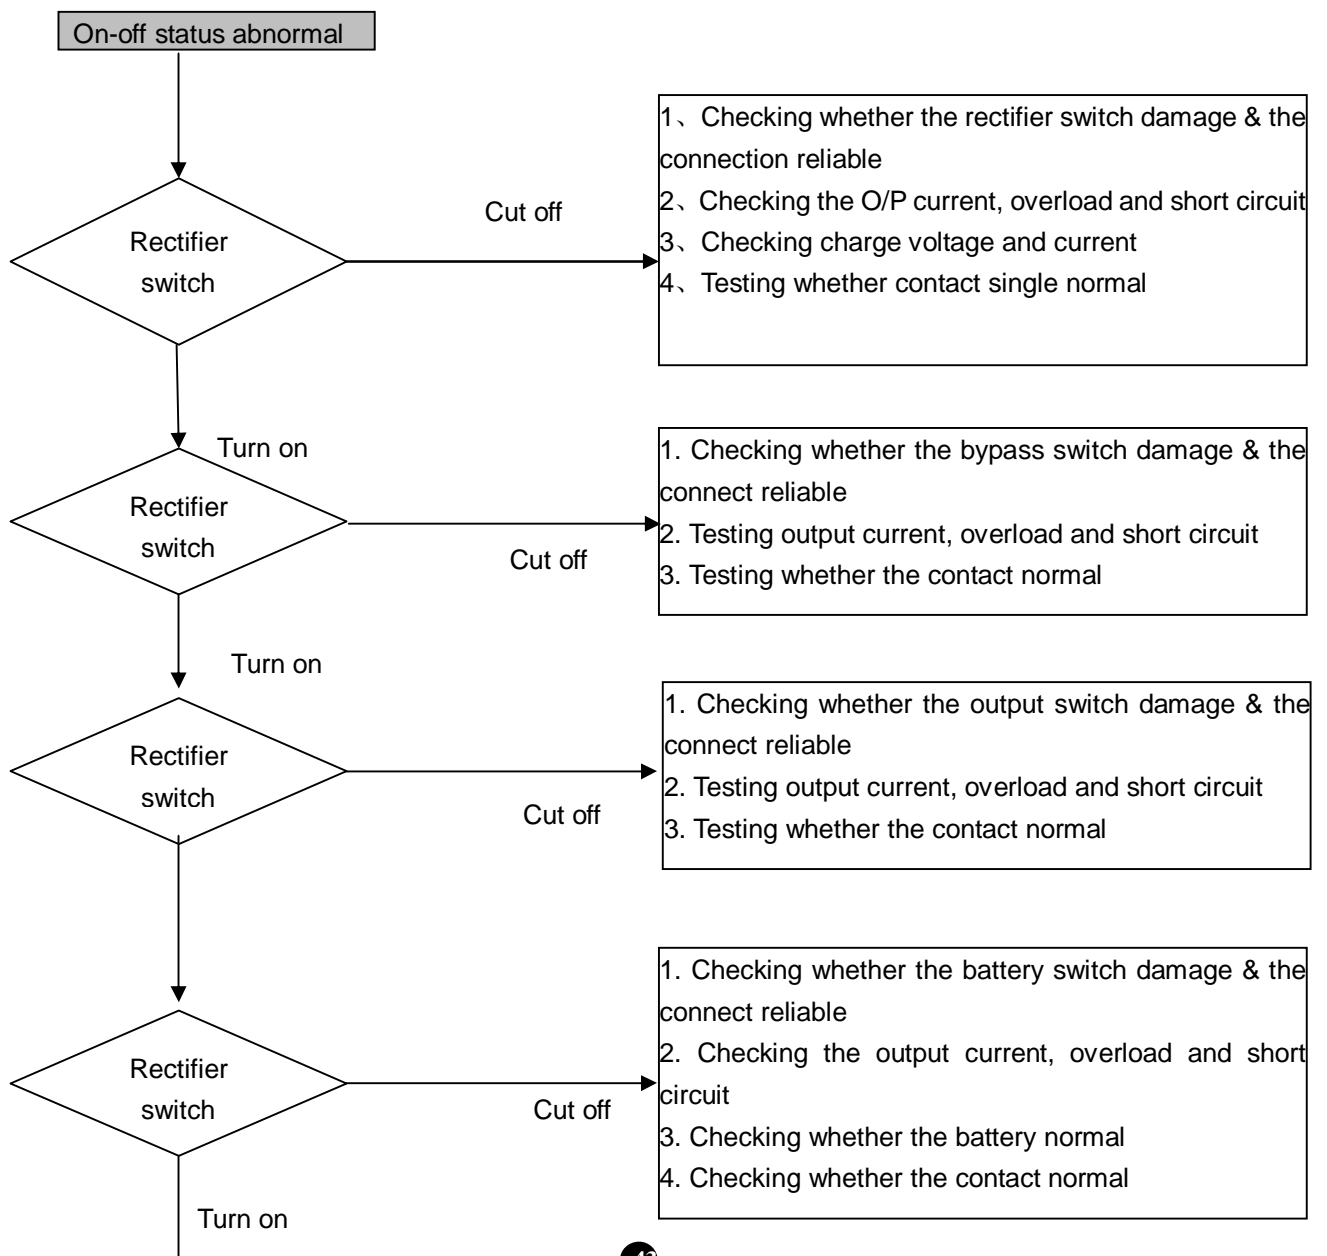 On-off status abnormal
Rectifier
switch
Cut off
1、Checking whether the rectifier switch damage & the
connection reliable
2、Checking the O/P current, overload and short circuit
3、Checking charge voltage and current
4、Testing whether contact single normal
Turn on
Rectifier
switch
Cut off
1. Checking whether the bypass switch damage & the
connect reliable
2. Testing output current, overload and short circuit
3. Testing whether the contact normal
Turn on
Rectifier
switch
Cut off
1. Checking whether the output switch damage & the
connect reliable
2. Testing output current, overload and short circuit
3. Testing whether the contact normal
Rectifier
switch
Cut off
1. Checking whether the battery switch damage & the
connect reliable
2. Checking the output current, overload and short
circuit
3. Checking whether the battery normal
4. Checking whether the contact normal
Turn on